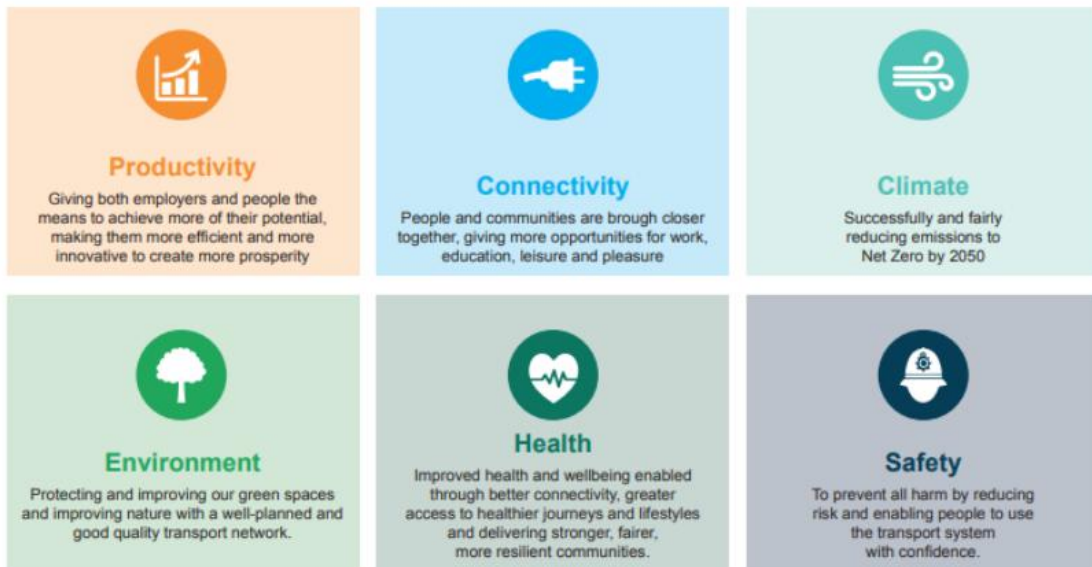 Productivity
Giving both employers and people the
means to achieve more of their potential,
making them more efficient and more
innovative to create more prosperity
Connectivity
People and communities are brough closer
together, giving more opportunities for work,
education, leisure and pleasure
Climate
Successfully and fairly
reducing emissions to
Net Zero by 2050
Environment
Protecting and improving our green spaces
and improving nature with a well-planned and
good quality transport network.
Health
Improved health and wellbeing enabled
through better connectivity, greater
access to healthier journeys and lifestyles
and delivering stronger, fairer,
more resilient communities.
Safety
To prevent all harm by reducing
risk and enabling people to use
the transport system
with confidence.